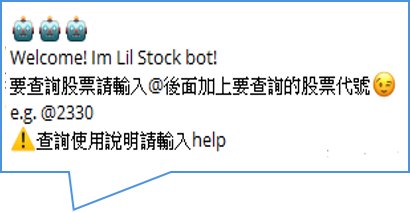 🤖🤖🤖
Welcome! Im Lil Stock bot!
要查詢股票請輸入@後面加上要查詢的股票代號😉
e.g. @2330
⚠️查詢使用說明請輸入help